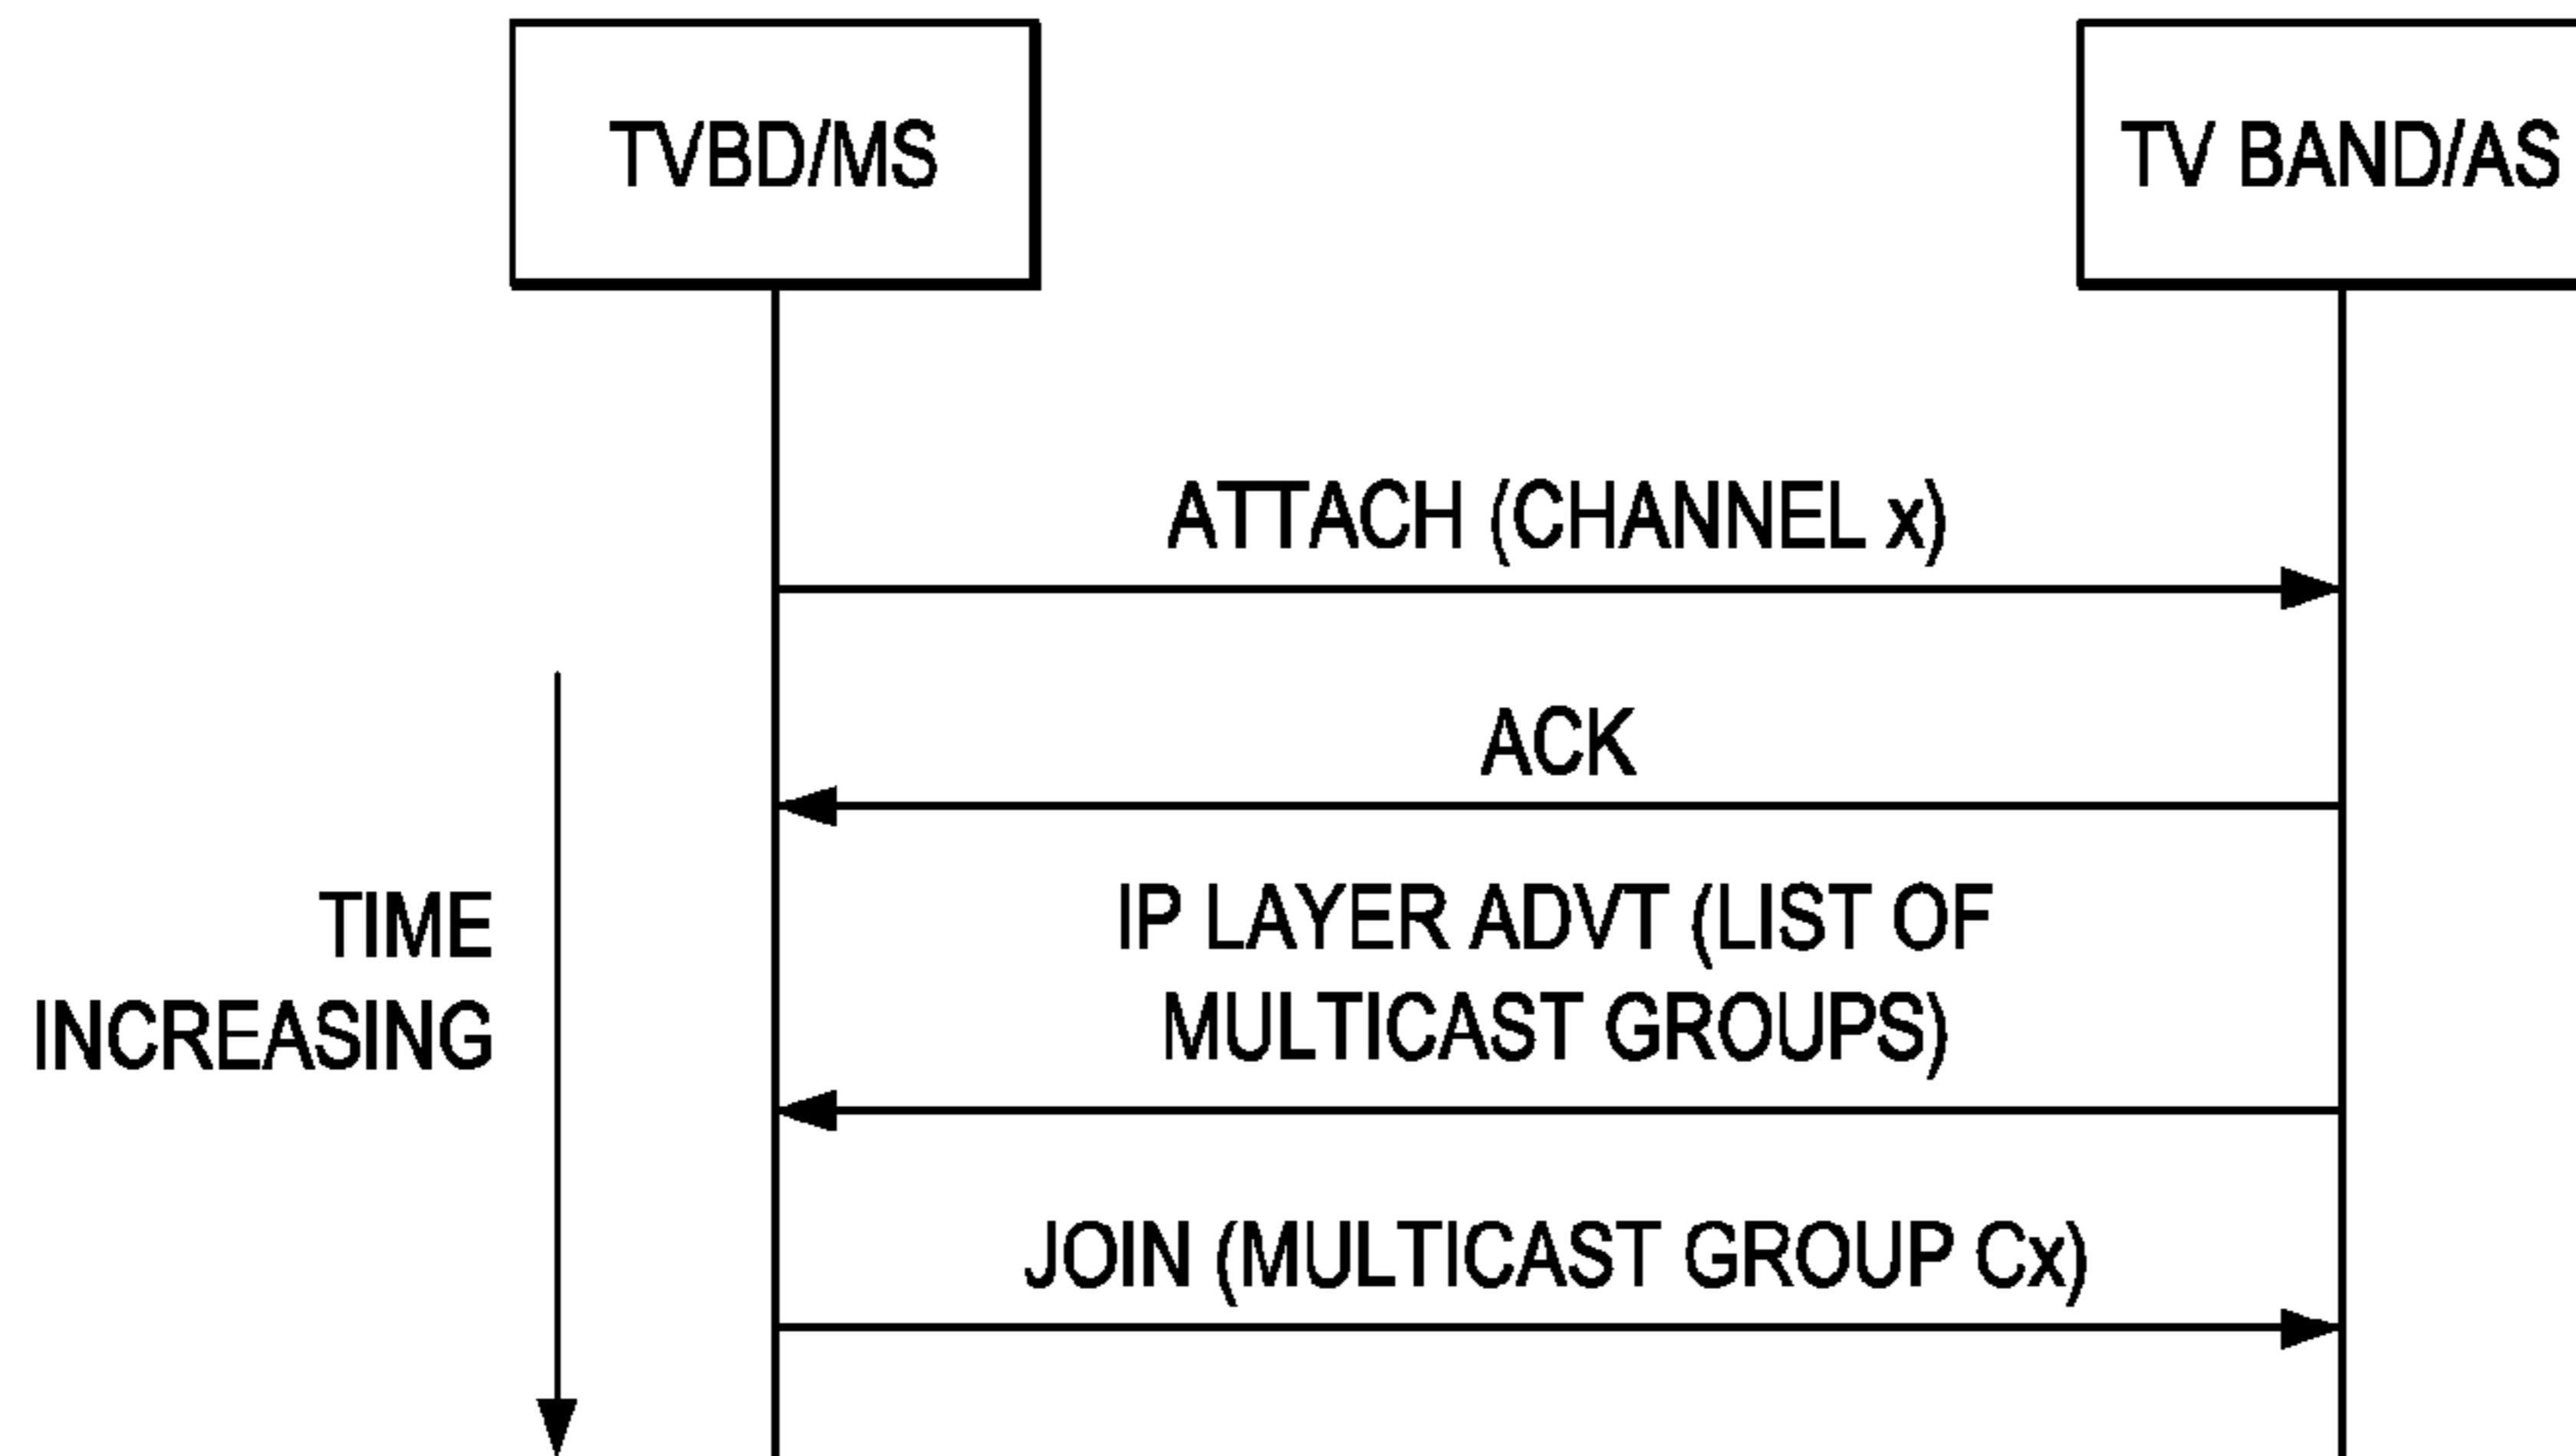 TVBD/MS
TV BAND/AS
ATTACH (CHANNEL x)
ACK
IP LAYER ADVT (LIST OF
MULTICAST GROUPS)
TIME
INCREASING
JOIN (MULTICAST GROUP Cx)